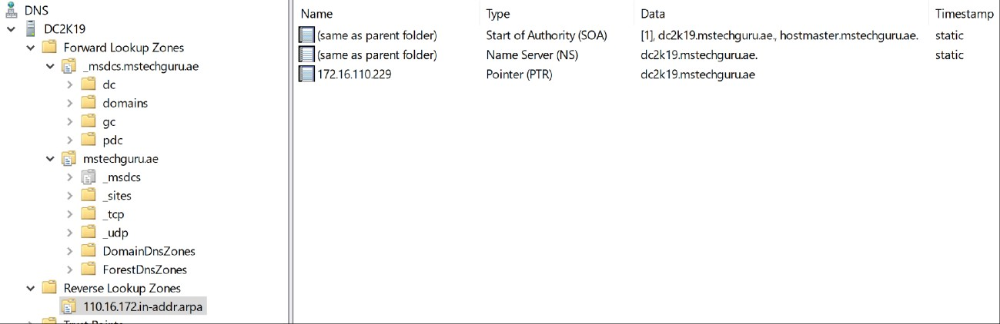 DNS
DC2K19
Forward Lookup Zones
_msdcs.mstechguru.ae
dc
domains
gc
pdc
mstechguru.ae
_msdcs
_sites
_tcp
_udp
DomainDnsZones
ForestDnsZones
Reverse Lookup Zones
110.16.172.in-addr.arpa
Name Type Data Timestamp
(same as parent folder) Start of Authority (SOA) [1], dc2k19.mstechguru.ae., hostmaster.mstechguru.ae. static
(same as parent folder) Name Server (NS) dc2k19.mstechguru.ae. static
172.16.110.229 Pointer (PTR) dc2k19.mstechguru.ae